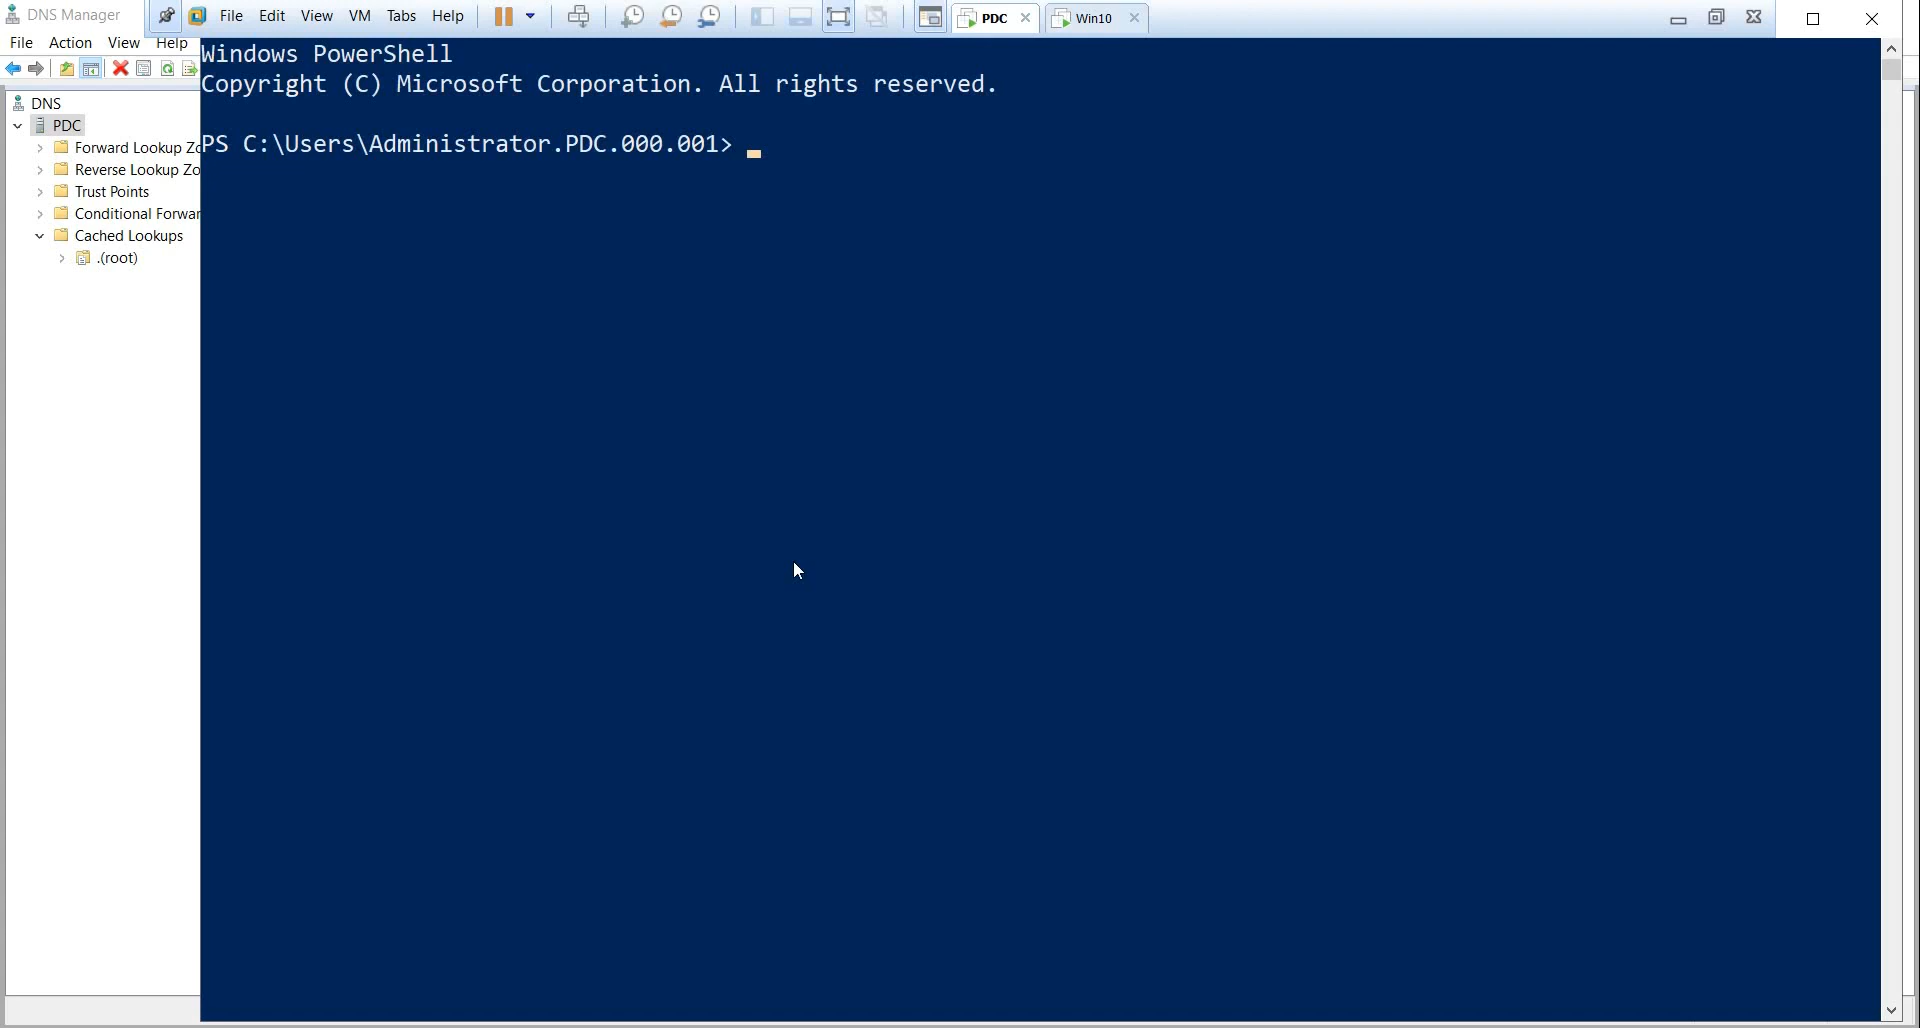 DNS Manager
File Edit View VM Tabs Help
PDC
Win10
File Action View Help
Windows PowerShell
Copyright (C) Microsoft Corporation. All rights reserved.
PS C:\Users\Administrator.PDC.000.001>
DNS
PDC
Forward Lookup Zo
Reverse Lookup Zo
Trust Points
Conditional Forwar
Cached Lookups
.(root)